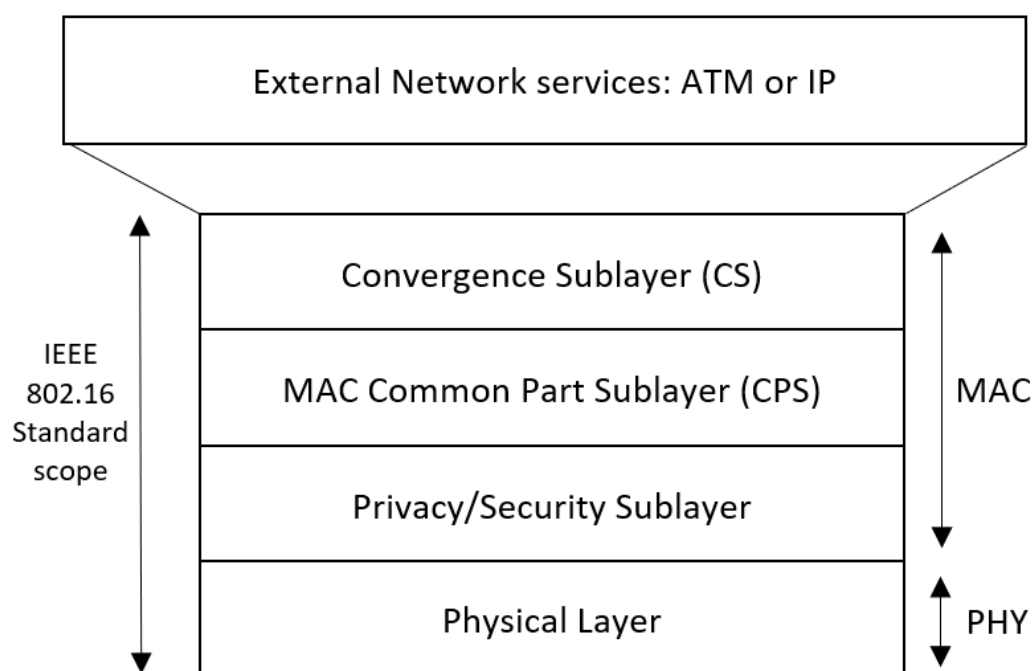 External Network services: ATM or IP
Convergence Sublayer (CS)
IEEE
802.16
Standard
scope
MAC Common Part Sublayer (CPS)
MAC
Privacy/Security Sublayer
Physical Layer
PHY